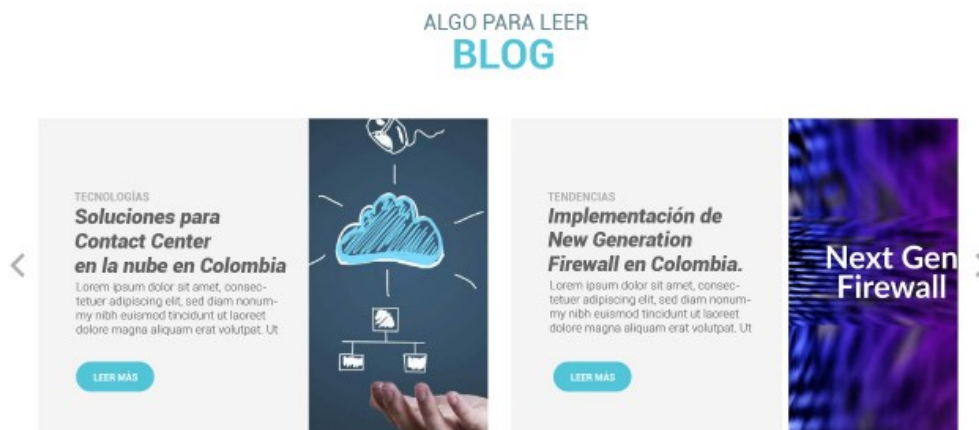 ALGO PARA LEER
BLOG
TECNOLOGÍAS
Soluciones para
Contact Center
en la nube en Colombia
Lorem ipsum dolor sit amet, consec-
tetuer adipiscing elit, sed diam nonum-
my nibh euismod tincidunt ut laoreet
dolore magna aliquam erat volutpat. Ut
LEER MÁS
TENDENCIAS
Implementación de
New Generation
Firewall en Colombia.
Lorem ipsum dolor sit amet, consec-
tetuer adipiscing elit, sed diam nonum-
my nibh euismod tincidunt ut laoreet
dolore magna aliquam erat volutpat. Ut
LEER MÁS
Next Gen
Firewall